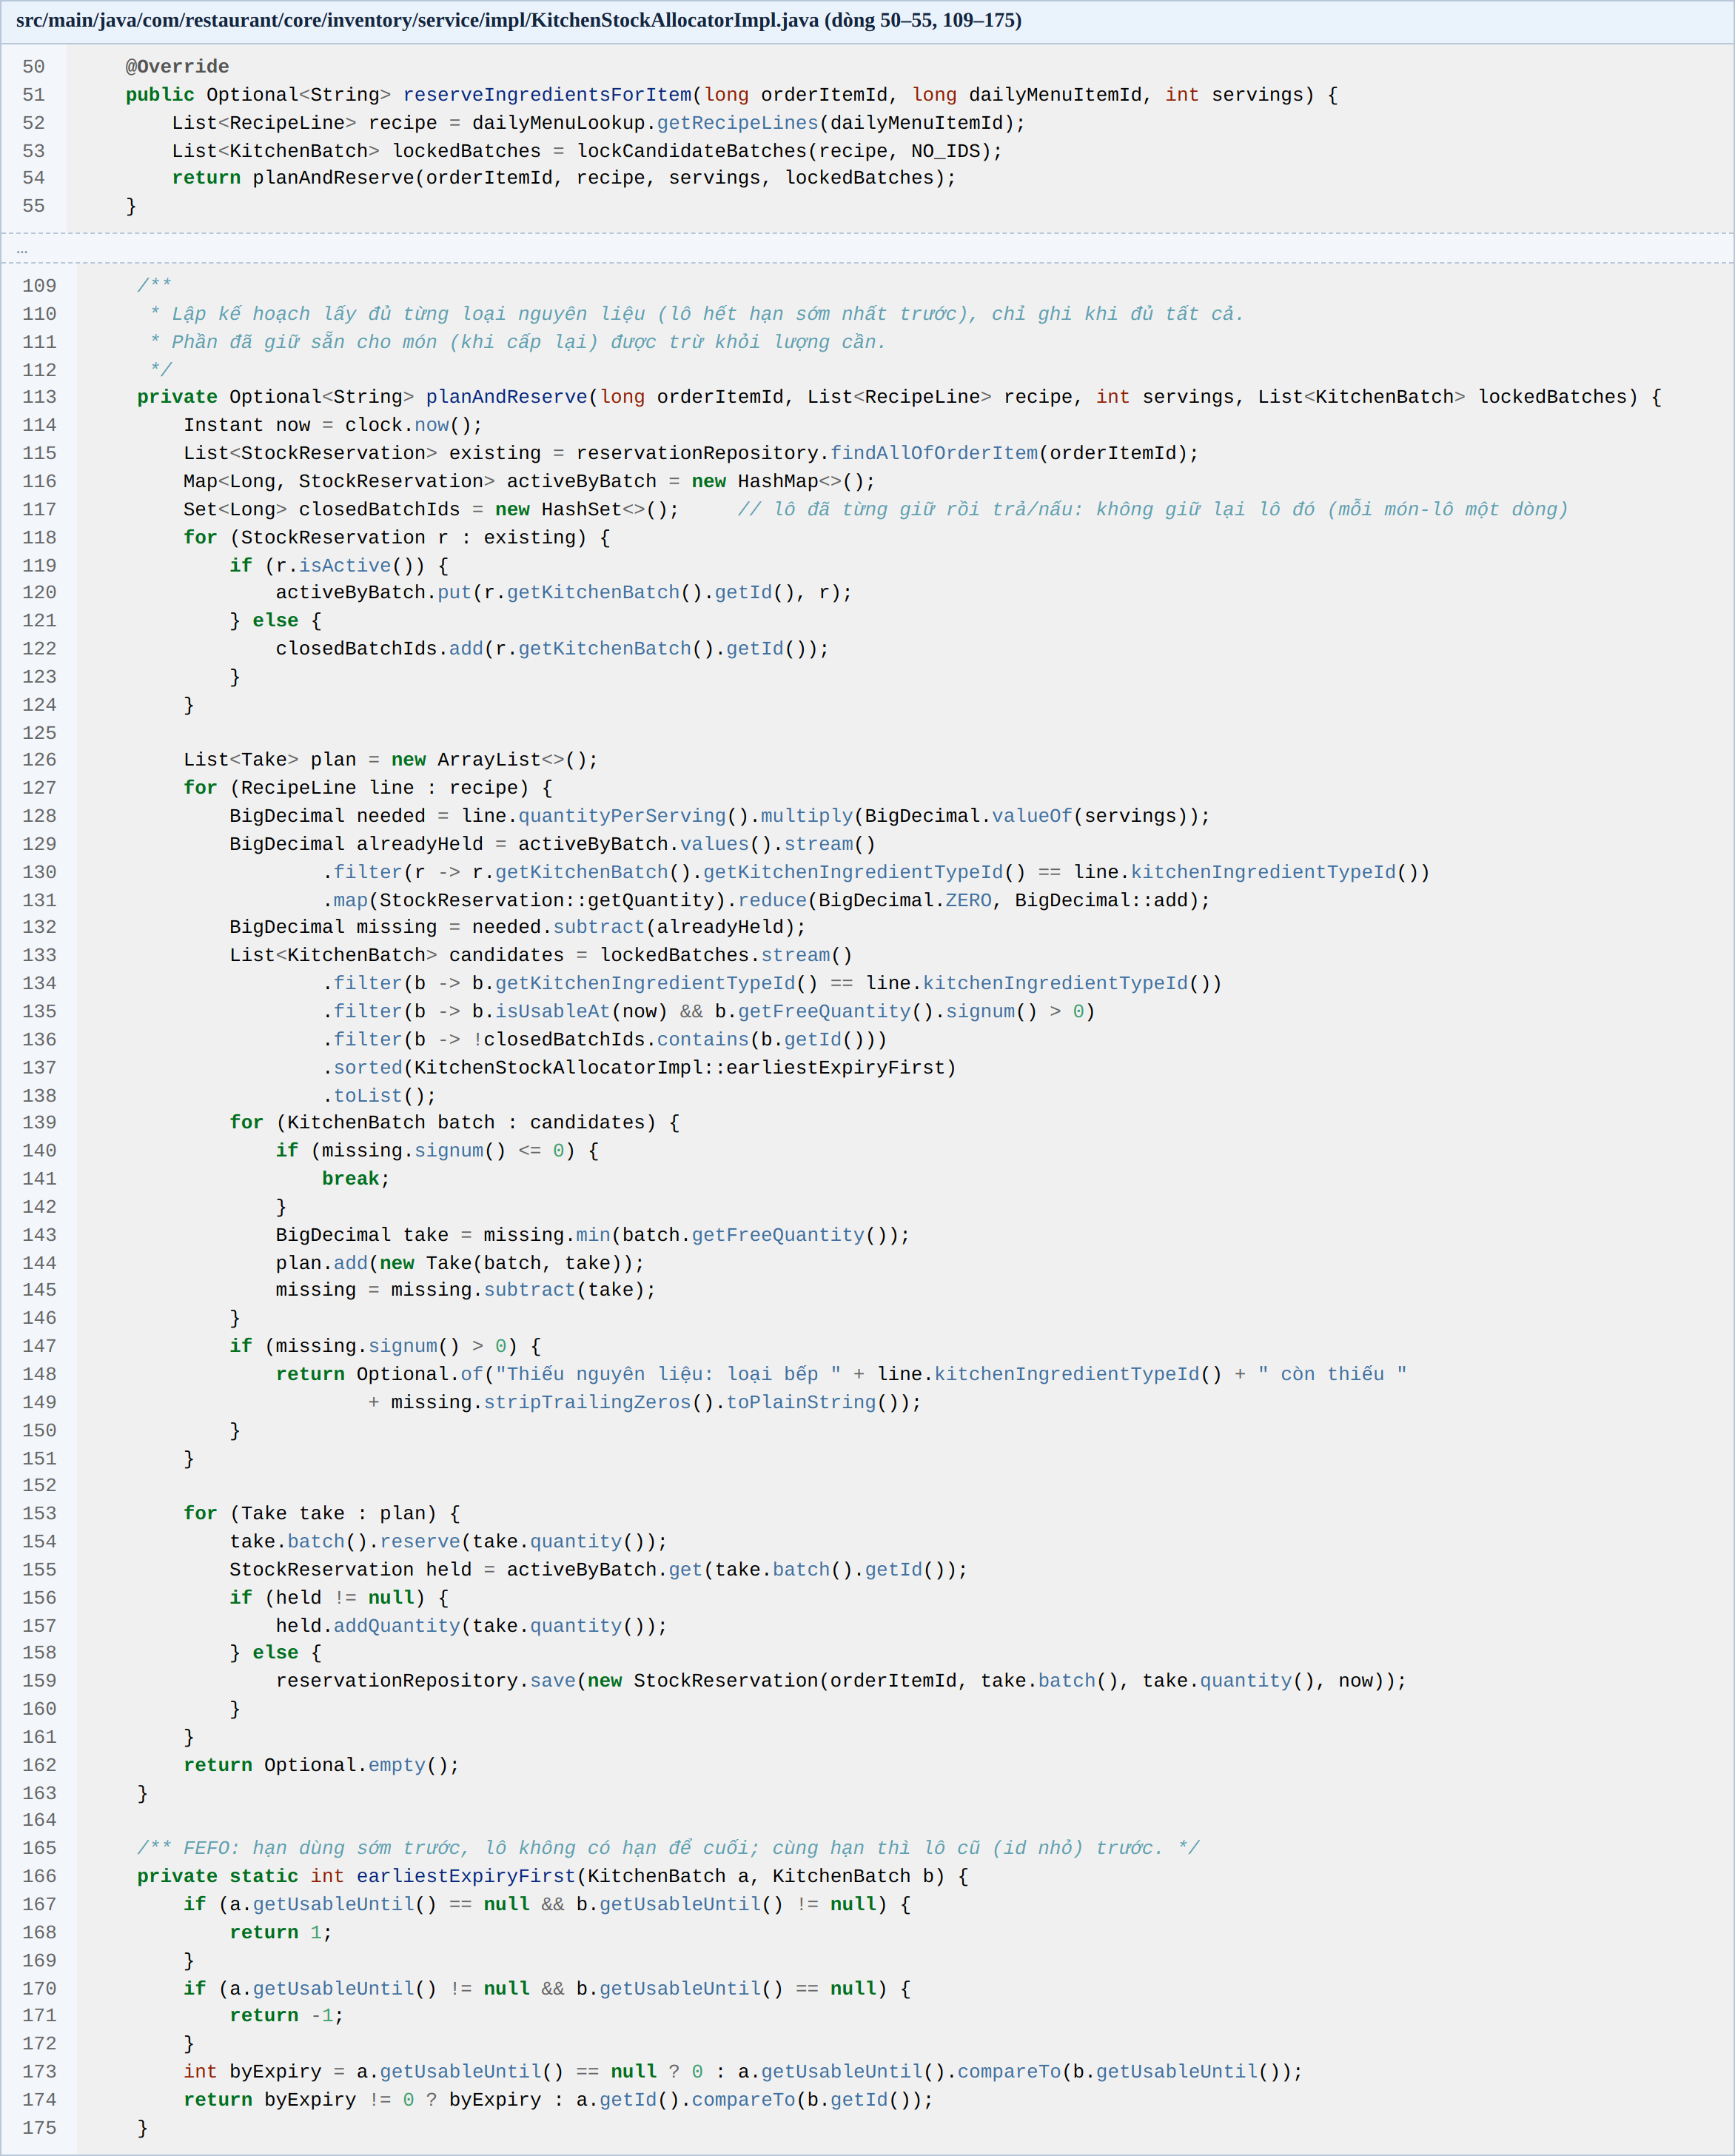 src/main/java/com/restaurant/core/inventory/service/impl/KitchenStockAllocatorImpl.java (dòng 50–55, 109–175)
50     @Override
51     public Optional<String> reserveIngredientsForItem(long orderItemId, long dailyMenuItemId, int servings) {
52         List<RecipeLine> recipe = dailyMenuLookup.getRecipeLines(dailyMenuItemId);
53         List<KitchenBatch> lockedBatches = lockCandidateBatches(recipe, NO_IDS);
54         return planAndReserve(orderItemId, recipe, servings, lockedBatches);
55     }
…
109     /**
110      * Lập kế hoạch lấy đủ từng loại nguyên liệu (lô hết hạn sớm nhất trước), chỉ ghi khi đủ tất cả.
111      * Phần đã giữ sẵn cho món (khi cấp lại) được trừ khỏi lượng cần.
112      */
113     private Optional<String> planAndReserve(long orderItemId, List<RecipeLine> recipe, int servings, List<KitchenBatch> lockedBatches) {
114         Instant now = clock.now();
115         List<StockReservation> existing = reservationRepository.findAllOfOrderItem(orderItemId);
116         Map<Long, StockReservation> activeByBatch = new HashMap<>();
117         Set<Long> closedBatchIds = new HashSet<>();     // lô đã từng giữ rồi trả/nấu: không giữ lại lô đó (mỗi món-lô một dòng)
118         for (StockReservation r : existing) {
119             if (r.isActive()) {
120                 activeByBatch.put(r.getKitchenBatch().getId(), r);
121             } else {
122                 closedBatchIds.add(r.getKitchenBatch().getId());
123             }
124         }
125
126         List<Take> plan = new ArrayList<>();
127         for (RecipeLine line : recipe) {
128             BigDecimal needed = line.quantityPerServing().multiply(BigDecimal.valueOf(servings));
129             BigDecimal alreadyHeld = activeByBatch.values().stream()
130                     .filter(r -> r.getKitchenBatch().getKitchenIngredientTypeId() == line.kitchenIngredientTypeId())
131                     .map(StockReservation::getQuantity).reduce(BigDecimal.ZERO, BigDecimal::add);
132             BigDecimal missing = needed.subtract(alreadyHeld);
133             List<KitchenBatch> candidates = lockedBatches.stream()
134                     .filter(b -> b.getKitchenIngredientTypeId() == line.kitchenIngredientTypeId())
135                     .filter(b -> b.isUsableAt(now) && b.getFreeQuantity().signum() > 0)
136                     .filter(b -> !closedBatchIds.contains(b.getId()))
137                     .sorted(KitchenStockAllocatorImpl::earliestExpiryFirst)
138                     .toList();
139             for (KitchenBatch batch : candidates) {
140                 if (missing.signum() <= 0) {
141                     break;
142                 }
143                 BigDecimal take = missing.min(batch.getFreeQuantity());
144                 plan.add(new Take(batch, take));
145                 missing = missing.subtract(take);
146             }
147             if (missing.signum() > 0) {
148                 return Optional.of("Thiếu nguyên liệu: loại bếp " + line.kitchenIngredientTypeId() + " còn thiếu "
149                         + missing.stripTrailingZeros().toPlainString());
150             }
151         }
152
153         for (Take take : plan) {
154             take.batch().reserve(take.quantity());
155             StockReservation held = activeByBatch.get(take.batch().getId());
156             if (held != null) {
157                 held.addQuantity(take.quantity());
158             } else {
159                 reservationRepository.save(new StockReservation(orderItemId, take.batch(), take.quantity(), now));
160             }
161         }
162         return Optional.empty();
163     }
164
165     /** FEFO: hạn dùng sớm trước, lô không có hạn để cuối; cùng hạn thì lô cũ (id nhỏ) trước. */
166     private static int earliestExpiryFirst(KitchenBatch a, KitchenBatch b) {
167         if (a.getUsableUntil() == null && b.getUsableUntil() != null) {
168             return 1;
169         }
170         if (a.getUsableUntil() != null && b.getUsableUntil() == null) {
171             return -1;
172         }
173         int byExpiry = a.getUsableUntil() == null ? 0 : a.getUsableUntil().compareTo(b.getUsableUntil());
174         return byExpiry != 0 ? byExpiry : a.getId().compareTo(b.getId());
175     }